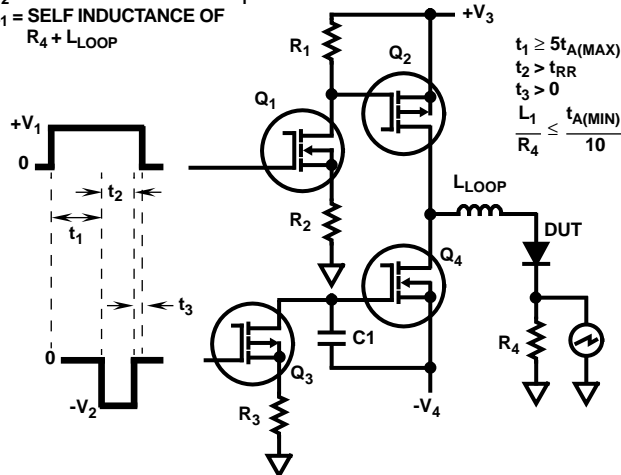 1 = SELF INDUCTANCE OF
R4 + LLOOP
+V3
R1
Q2
t1 ≥ 5tA(MAX)
t2 > tRR
t3 > 0
L1/R4 ≤ tA(MIN)/10
Q1
+V1
0
t2
t1
R2
LLOOP
DUT
Q4
t3
C1
R4
0
Q3
-V2
R3
-V4